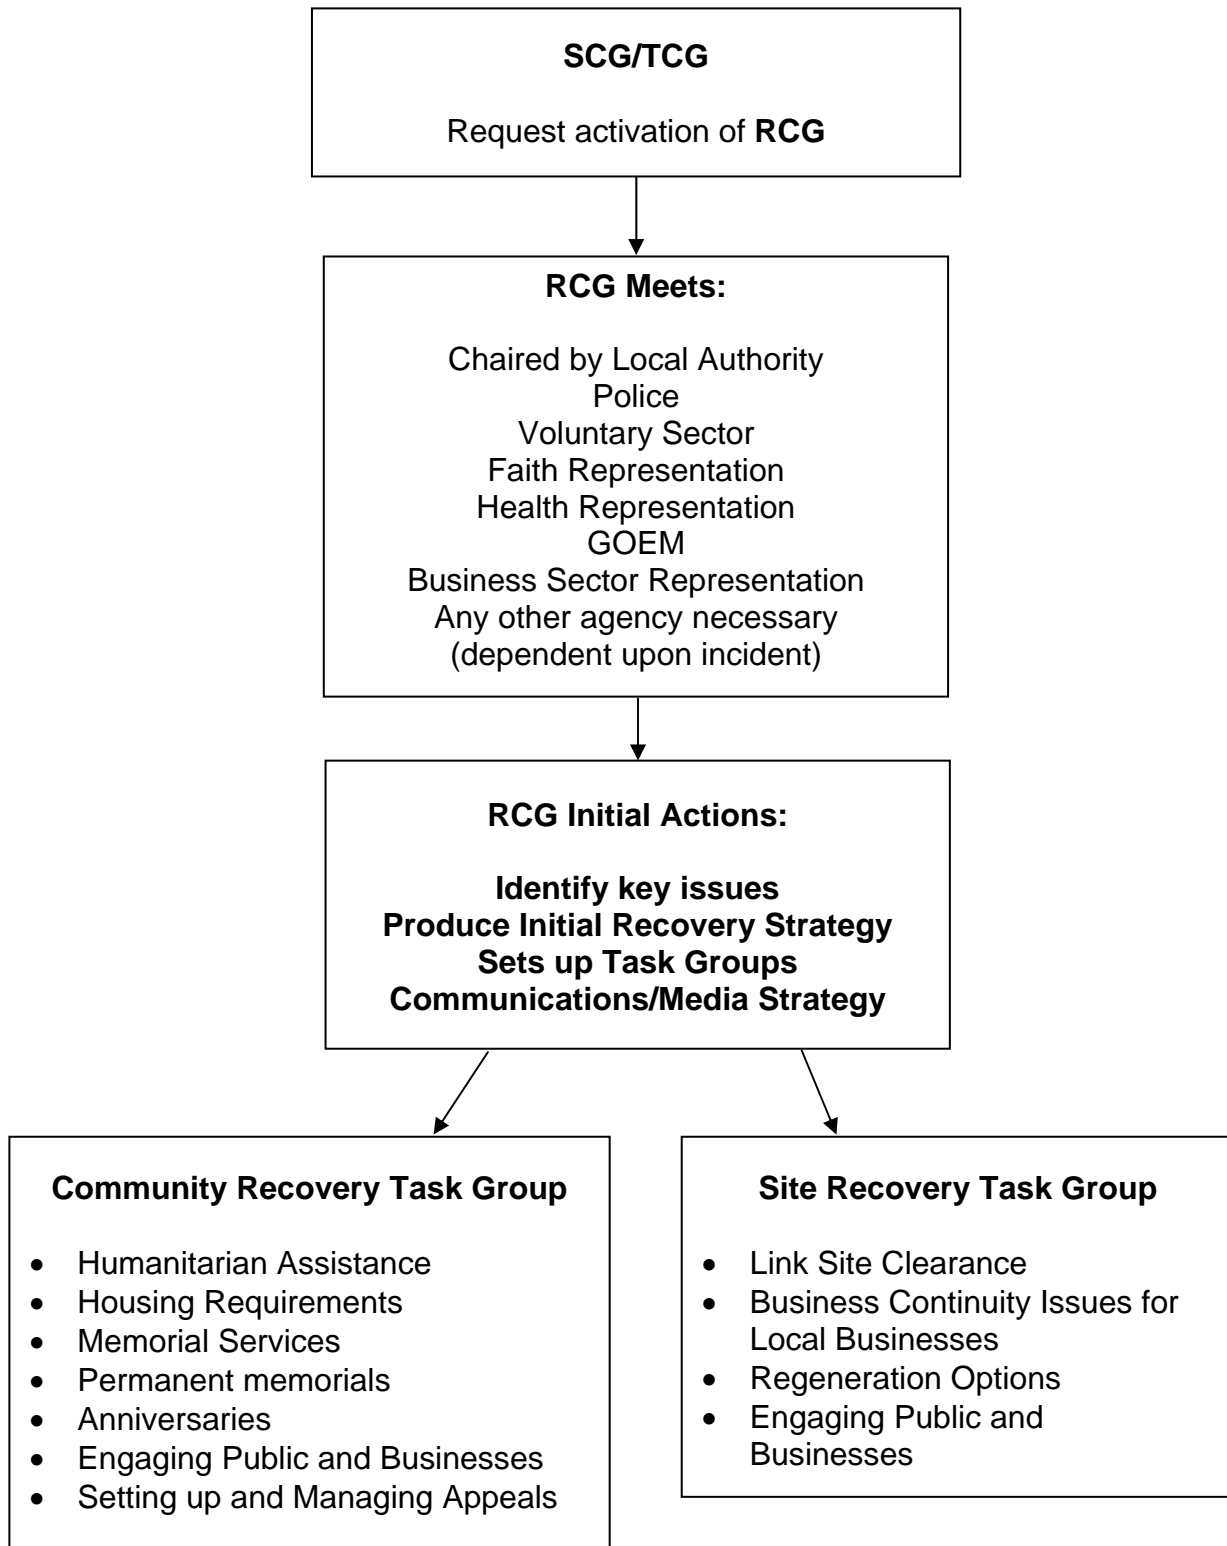 SCG/TCG
Request activation of RCG
RCG Meets:
Chaired by Local Authority
Police
Voluntary Sector
Faith Representation
Health Representation
GOEM
Business Sector Representation
Any other agency necessary
(dependent upon incident)
RCG Initial Actions:
Identify key issues
Produce Initial Recovery Strategy
Sets up Task Groups
Communications/Media Strategy
Community Recovery Task Group
• Humanitarian Assistance
• Housing Requirements
• Memorial Services
• Permanent memorials
• Anniversaries
• Engaging Public and Businesses
• Setting up and Managing Appeals
Site Recovery Task Group
• Link Site Clearance
• Business Continuity Issues for
Local Businesses
• Regeneration Options
• Engaging Public and
Businesses